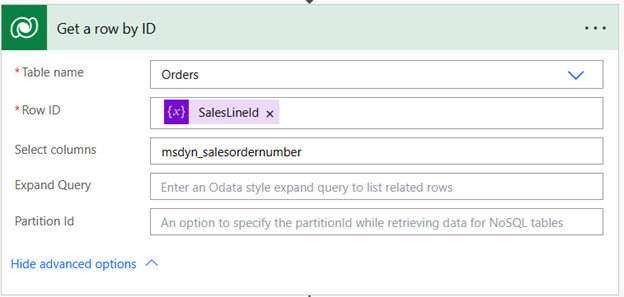 Get a row by ID
* Table name
Orders
* Row ID
{x} SalesLineId ×
Select columns
msdyn_salesordernumber
Expand Query
Enter an Odata style expand query to list related rows
Partition Id
An option to specify the partitionId while retrieving data for NoSQL tables
Hide advanced options